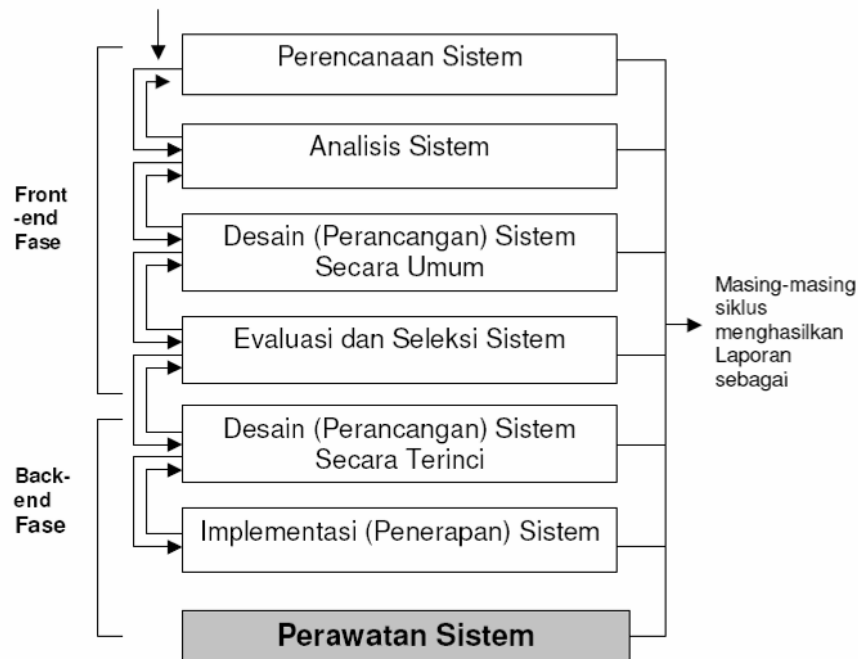 Perencanaan Sistem
Analisis Sistem
Front
-end
Fase
Desain (Perancangan) Sistem
Secara Umum
Masing-masing
siklus
menghasilkan
Laporan
sebagai
Evaluasi dan Seleksi Sistem
Desain (Perancangan) Sistem
Secara Terinci
Back-
end
Fase
Implementasi (Penerapan) Sistem
Perawatan Sistem